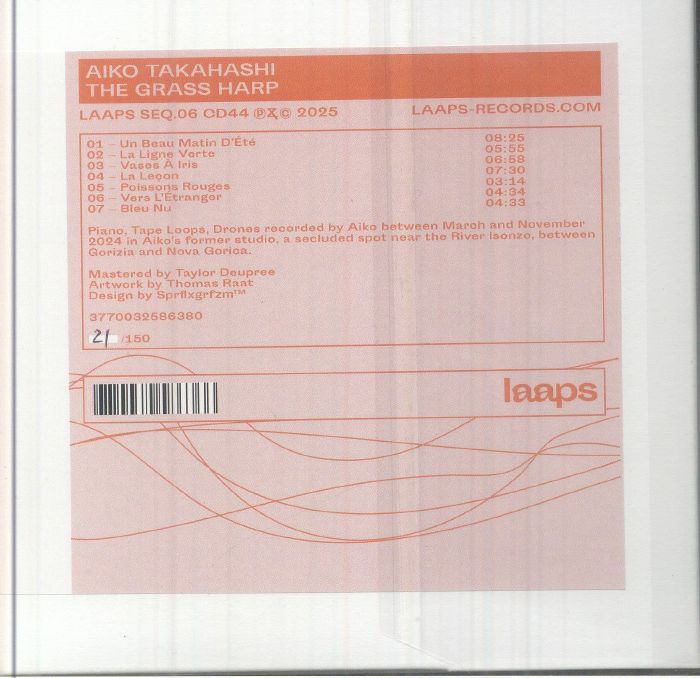 AIKO TAKAHASHI
THE GRASS HARP
LAAPS SEQ.06 CD44 ℗&© 2025 LAAPS-RECORDS.COM
01 – Un Beau Matin D'Été 08:25
02 – La Ligne Verte 05:55
03 – Vases À Iris 06:58
04 – La Leçon 07:30
05 – Poissons Rouges 03:14
06 – Vers L'Étranger 04:34
07 – Bleu Nu 04:33
Piano, Tape Loops, Drones recorded by Aiko between March and November
2024 in Aiko's former studio, a secluded spot near the River Isonzo, between
Gorizia and Nova Gorica.
Mastered by Taylor Deupree
Artwork by Thomas Raat
Design by Sprflxgrfzm™
3770032586380
21 /150
laaps